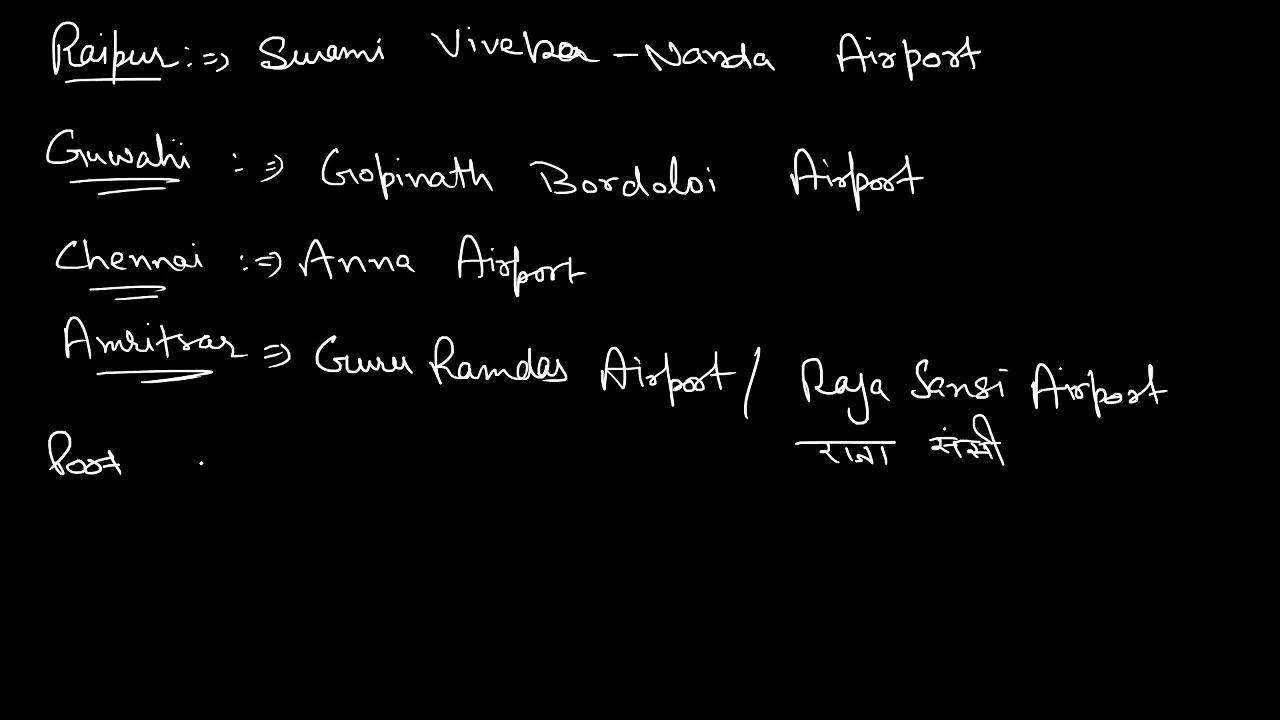 Raipur :⇒ Swami Viveka - Nanda Airport
Guwahi :⇒ Gopinath Bordoloi Airport
Chennai :⇒ Anna Airport
Amritsar ⇒ Guru Ramdas Airport / Raja Sansi Airport
राजा संसी
Port